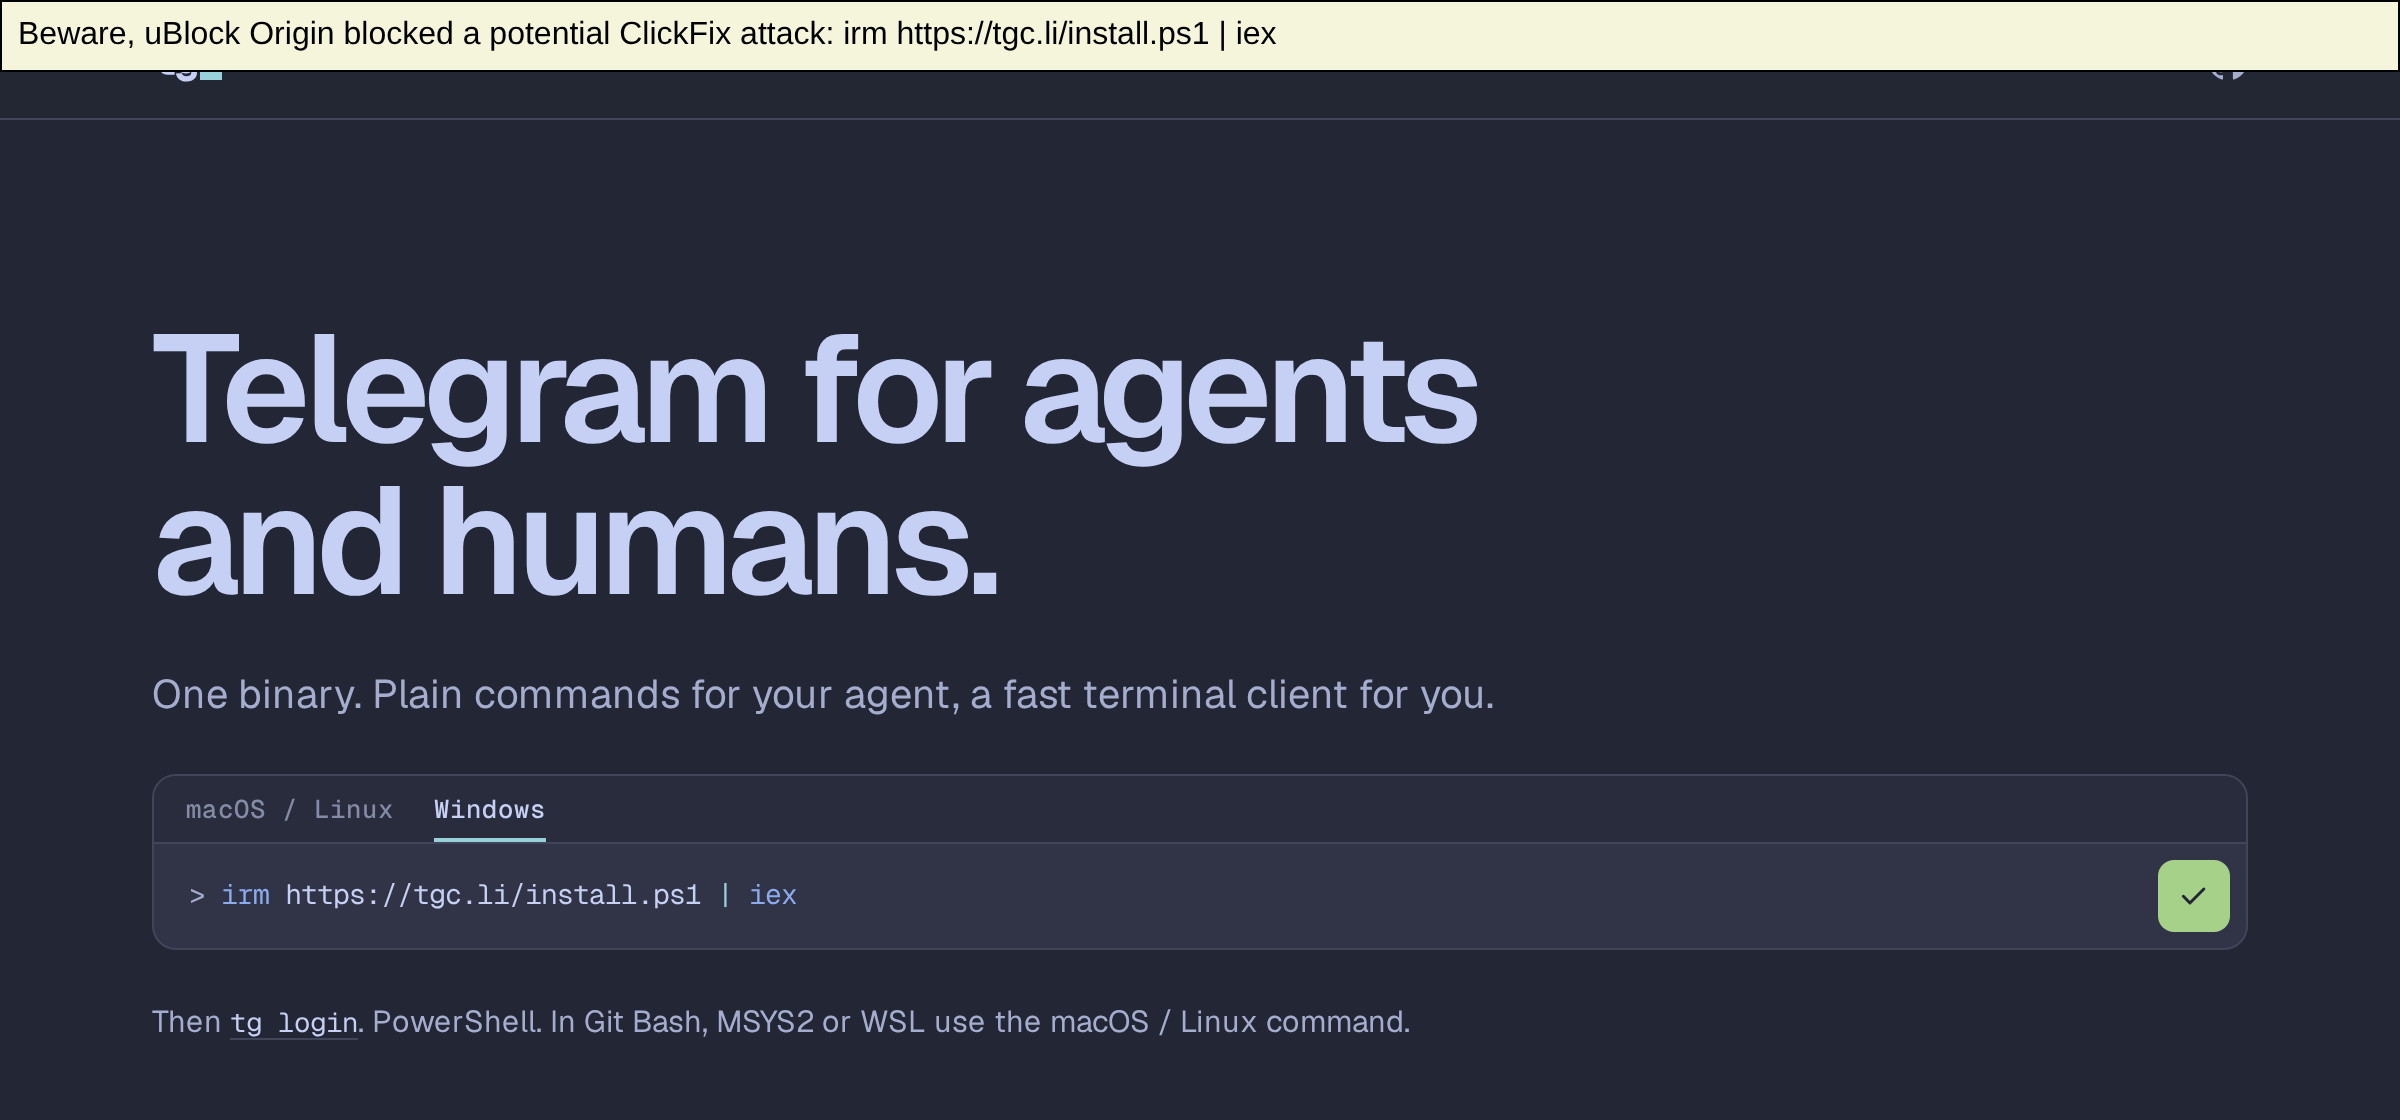 Beware, uBlock Origin blocked a potential ClickFix attack: irm https://tgc.li/install.ps1 | iex
Telegram for agents
and humans.
One binary. Plain commands for your agent, a fast terminal client for you.
macOS / Linux Windows
> irm https://tgc.li/install.ps1 | iex
Then tg login. PowerShell. In Git Bash, MSYS2 or WSL use the macOS / Linux command.